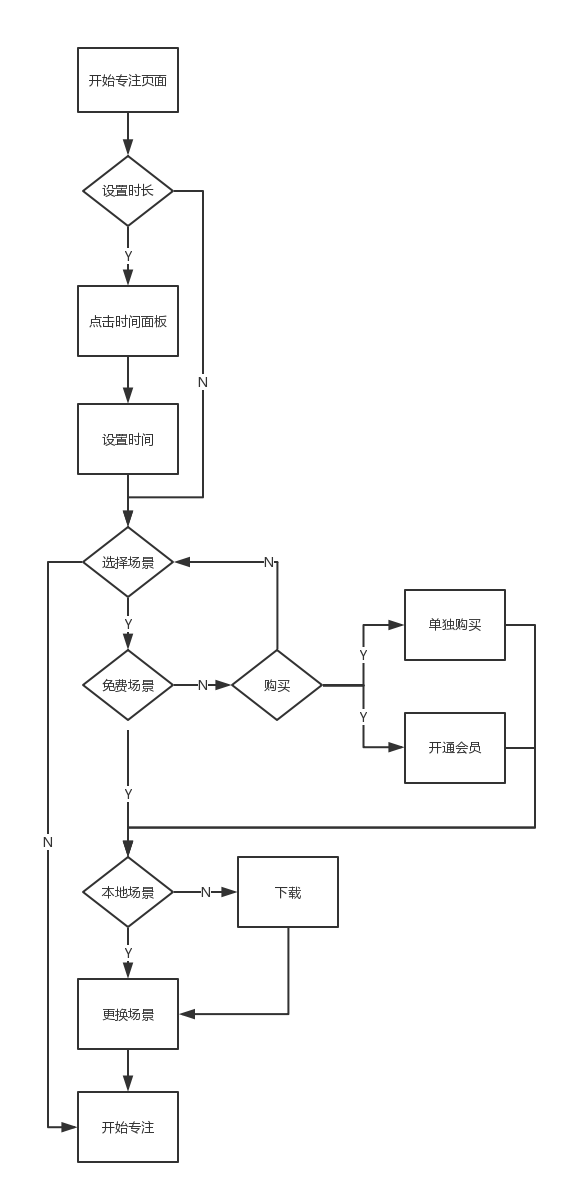 开始专注页面
设置时长
Y
点击时间面板
N
设置时间
选择场景
N
Y
单独购买
免费场景
N
购买
Y
Y
开通会员
Y
N
本地场景
N
下载
Y
更换场景
开始专注